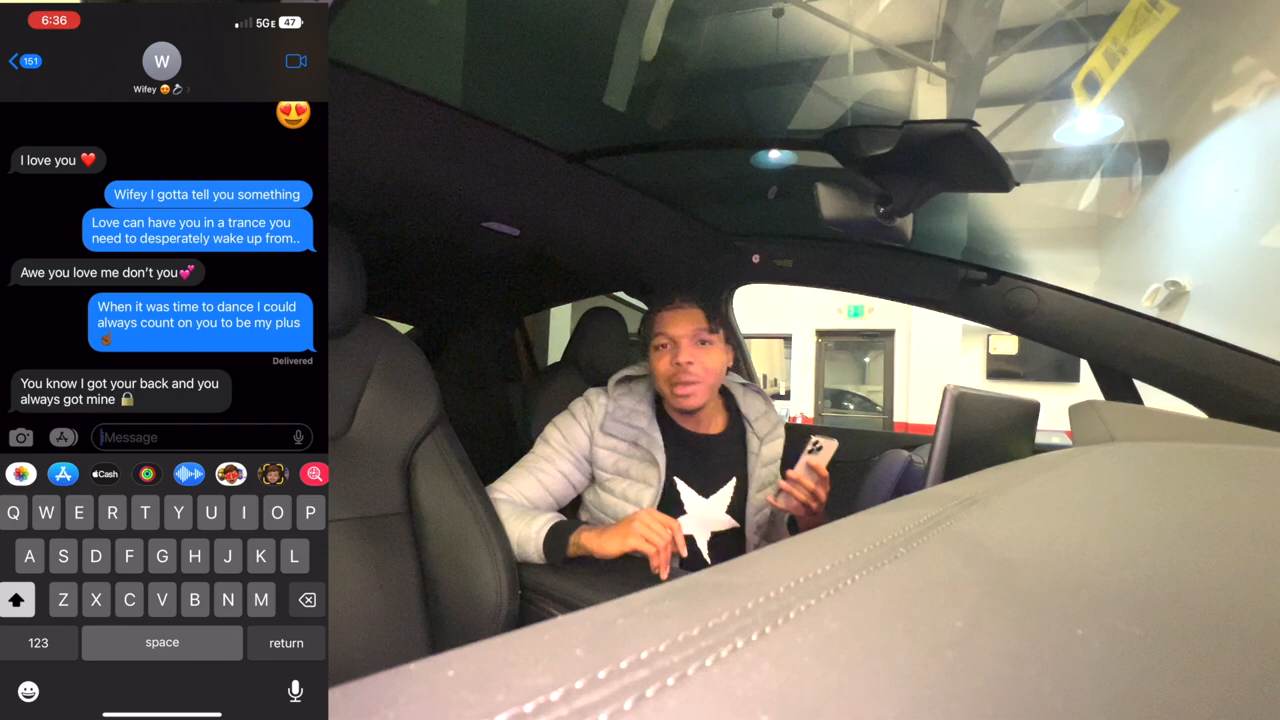 6:36
5GE 47
151
W
Wifey 😍💍
😍
I love you ❤️
Wifey I gotta tell you something
Love can have you in a trance you
need to desperately wake up from..
Awe you love me don't you💕
When it was time to dance I could
always count on you to be my plus
☝🏾
Delivered
You know I got your back and you
always got mine 🔒
iMessage
Cash
Q W E R T Y U I O P
A S D F G H J K L
Z X C V B N M
123 space return